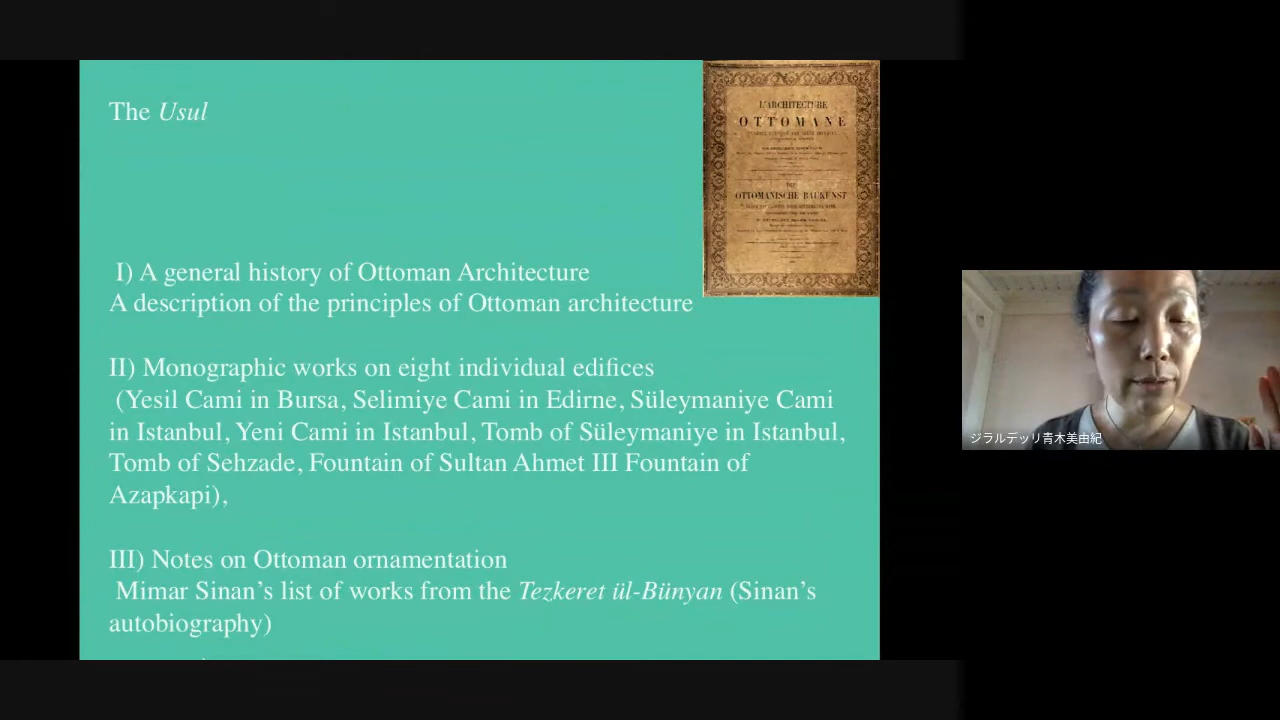 The Usul
L'ARCHITECTURE
OTTOMANE
DIE
OTTOMANISCHE BAUKUNST
I) A general history of Ottoman Architecture
A description of the principles of Ottoman architecture
II) Monographic works on eight individual edifices
(Yesil Cami in Bursa, Selimiye Cami in Edirne, Süleymaniye Cami
in Istanbul, Yeni Cami in Istanbul, Tomb of Süleymaniye in Istanbul,
Tomb of Sehzade, Fountain of Sultan Ahmet III Fountain of
Azapkapi),
III) Notes on Ottoman ornamentation
Mimar Sinan's list of works from the Tezkeret ül-Bünyan (Sinan's
autobiography)
ジラルデッリ青木美由紀